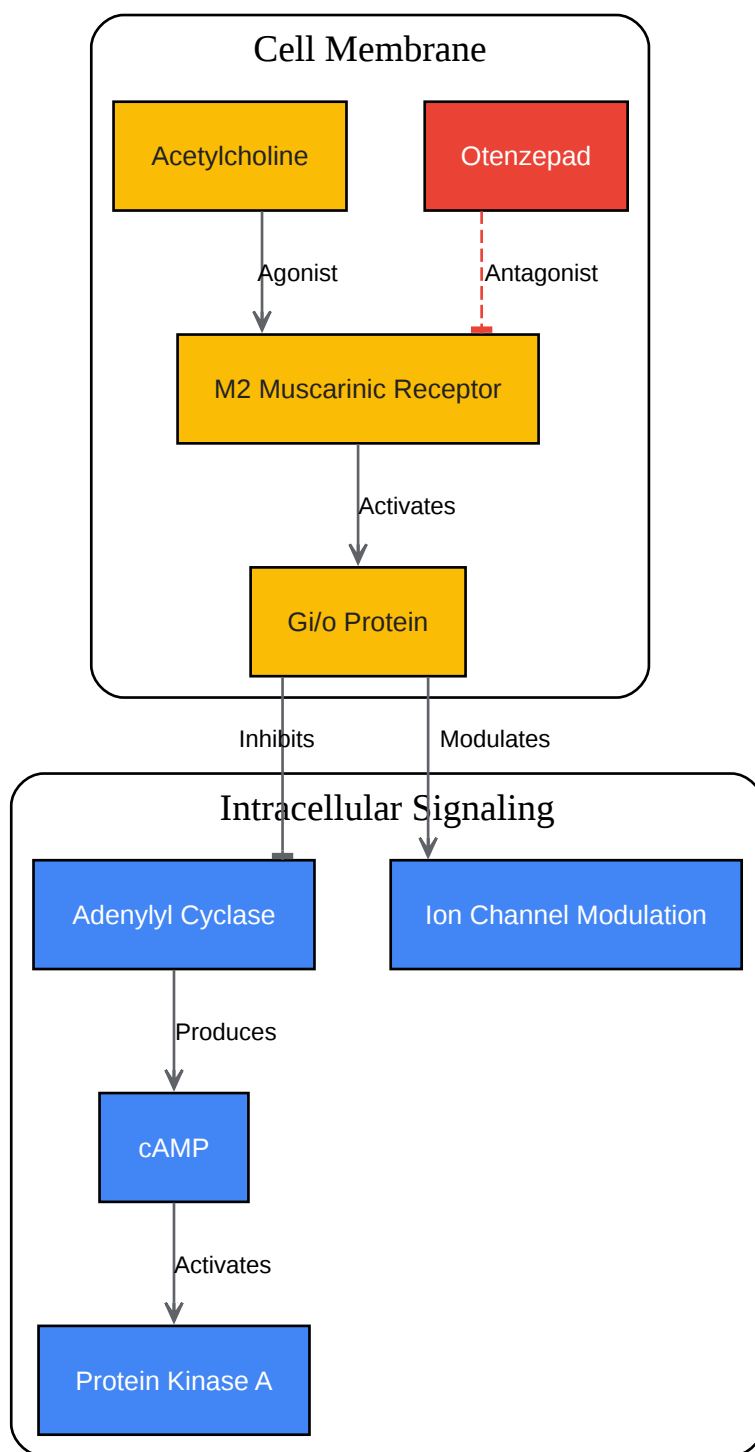 Cell Membrane
Acetylcholine
Otenzepad
Agonist
Antagonist
M2 Muscarinic Receptor
Activates
Gi/o Protein
Inhibits
Modulates
Intracellular Signaling
Adenylyl Cyclase
Ion Channel Modulation
Produces
cAMP
Activates
Protein Kinase A